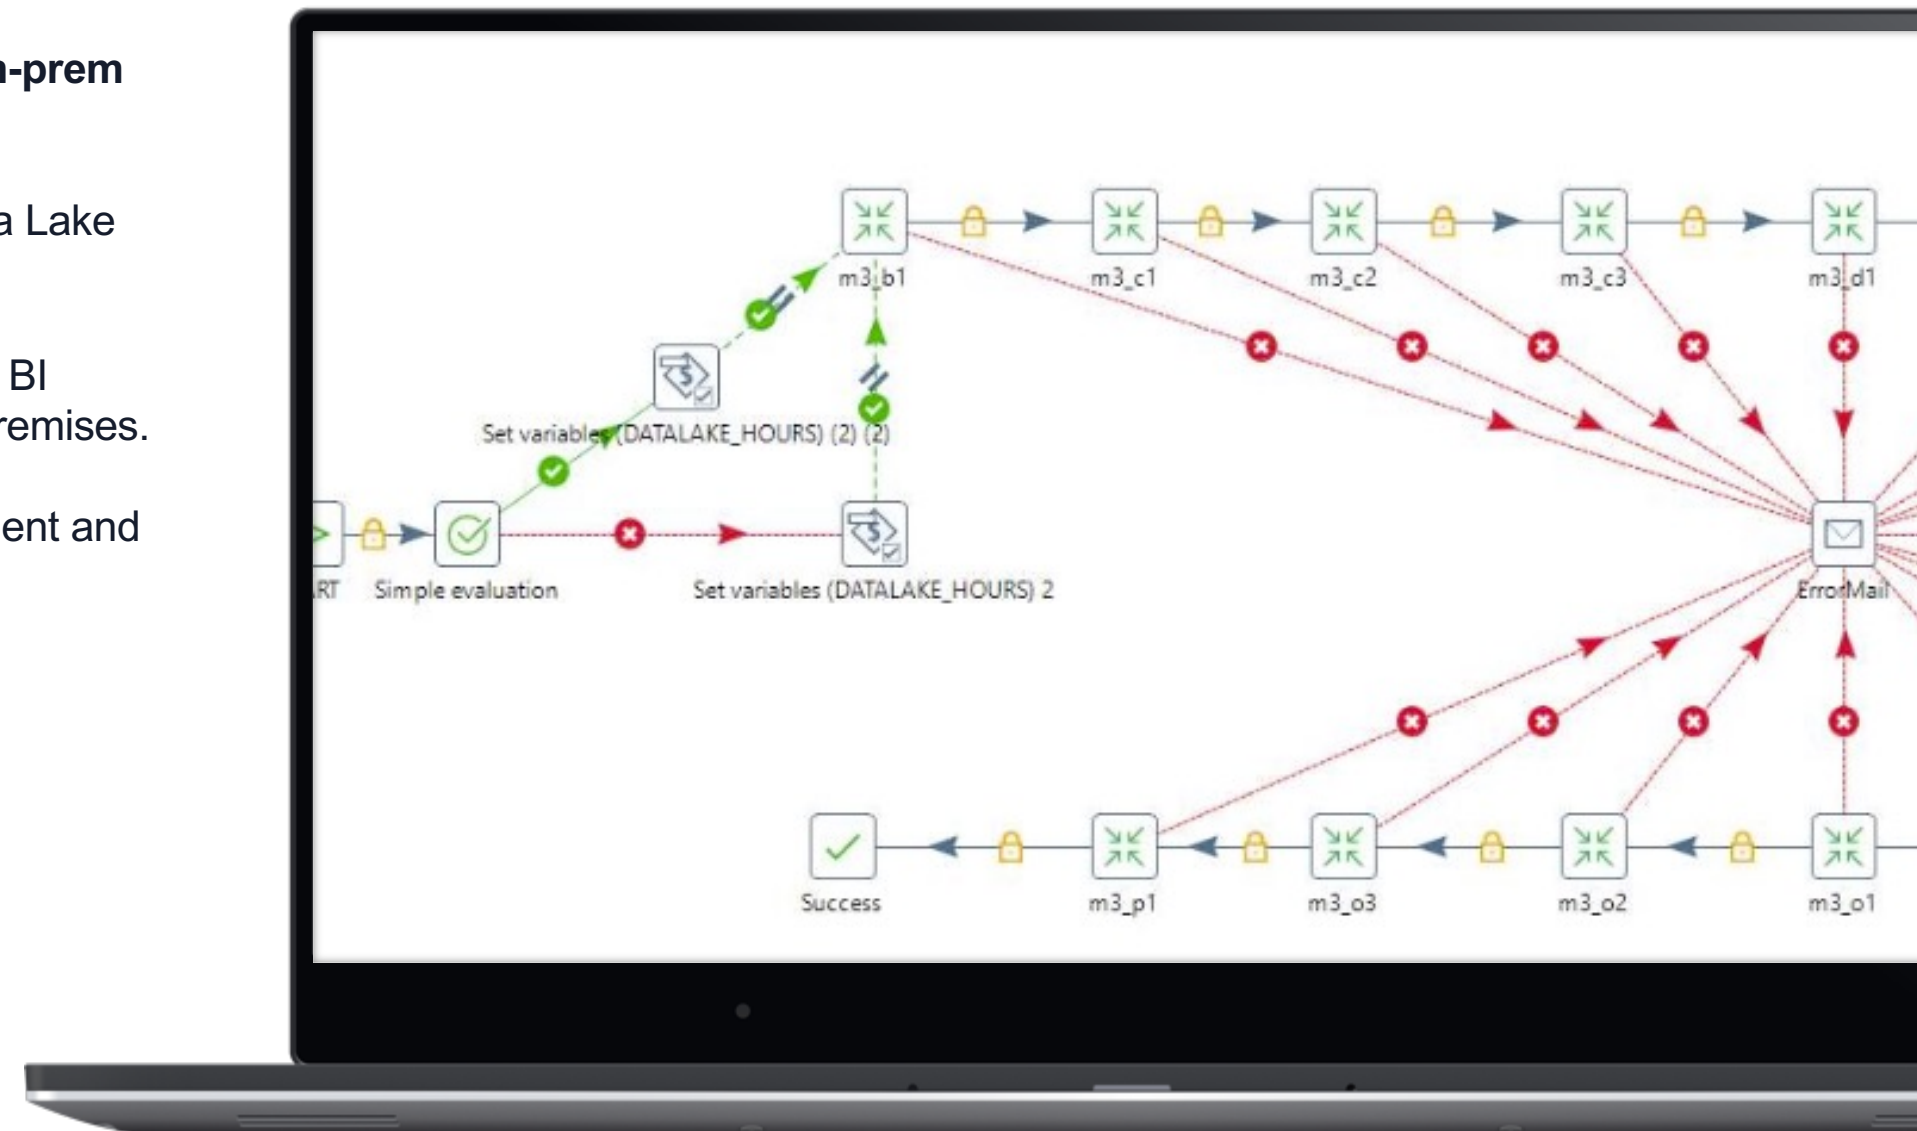 n-prem
a Lake
BI
remises.
ent and
m3_b1
m3_c1
m3_c2
m3_c3
m3_d1
Set variables (DATALAKE_HOURS) (2) (2)
RT
Simple evaluation
Set variables (DATALAKE_HOURS) 2
ErrorMail
Success
m3_p1
m3_o3
m3_o2
m3_o1